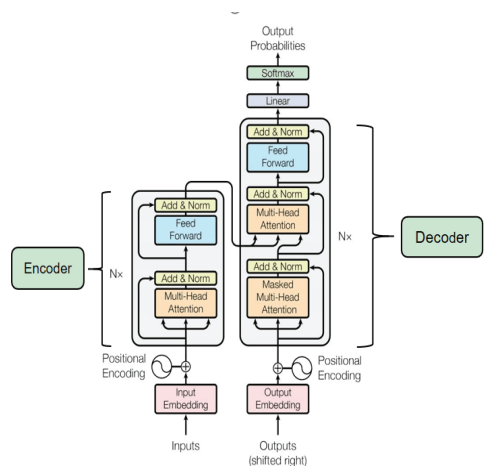 Output
Probabilities
Softmax
Linear
Add & Norm
Feed
Forward
Add & Norm
Multi-Head
Attention
Add & Norm
Masked
Multi-Head
Attention
N×
Decoder
Add & Norm
Feed
Forward
Add & Norm
Multi-Head
Attention
N×
Encoder
Positional
Encoding
Positional
Encoding
Input
Embedding
Output
Embedding
Inputs
Outputs
(shifted right)